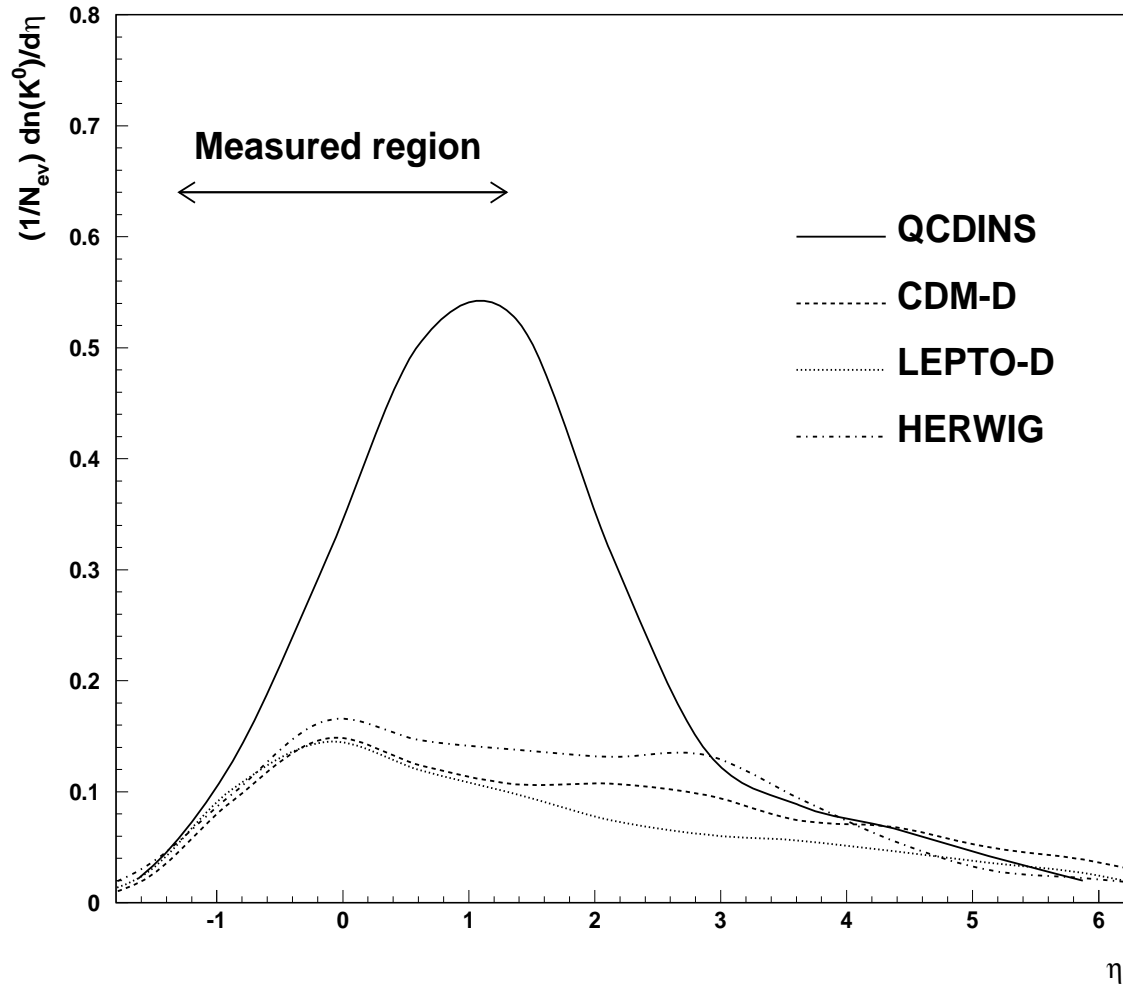 (1/N_ev) dn(K^0)/dη
0.8
0.7
0.6
0.5
0.4
0.3
0.2
0.1
0
Measured region
QCDINS
CDM-D
LEPTO-D
HERWIG
-1 0 1 2 3 4 5 6
η